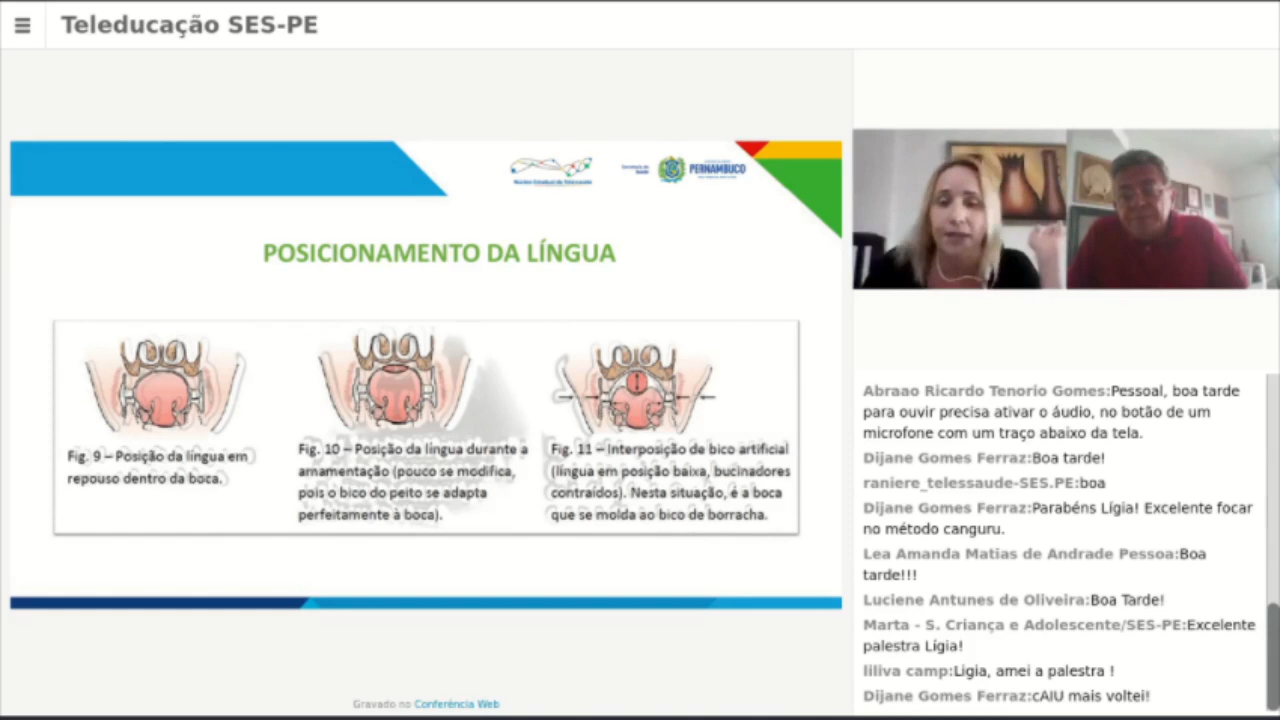 Teleducação SES-PE
Núcleo Estadual de Telessaúde
Secretaria de
Saúde
PERNAMBUCO
POSICIONAMENTO DA LÍNGUA
Fig. 9 – Posição da língua em
repouso dentro da boca.
Fig. 10 – Posição da língua durante a
amamentação (pouco se modifica,
pois o bico do peito se adapta
perfeitamente à boca).
Fig. 11 – Interposição de bico artificial
(língua em posição baixa, bucinadores
contraídos). Nesta situação, é a boca
que se molda ao bico de borracha.
Abraao Ricardo Tenorio Gomes:Pessoal, boa tarde
para ouvir precisa ativar o áudio, no botão de um
microfone com um traço abaixo da tela.
Dijane Gomes Ferraz:Boa tarde!
raniere_telessaude-SES.PE:boa
Dijane Gomes Ferraz:Parabéns Lígia! Excelente focar
no método canguru.
Lea Amanda Matias de Andrade Pessoa:Boa
tarde!!!
Luciene Antunes de Oliveira:Boa Tarde!
Marta - S. Criança e Adolescente/SES-PE:Excelente
palestra Lígia!
liliva camp:Ligia, amei a palestra !
Dijane Gomes Ferraz:cAIU mais voltei!
Gravado no Conferência Web